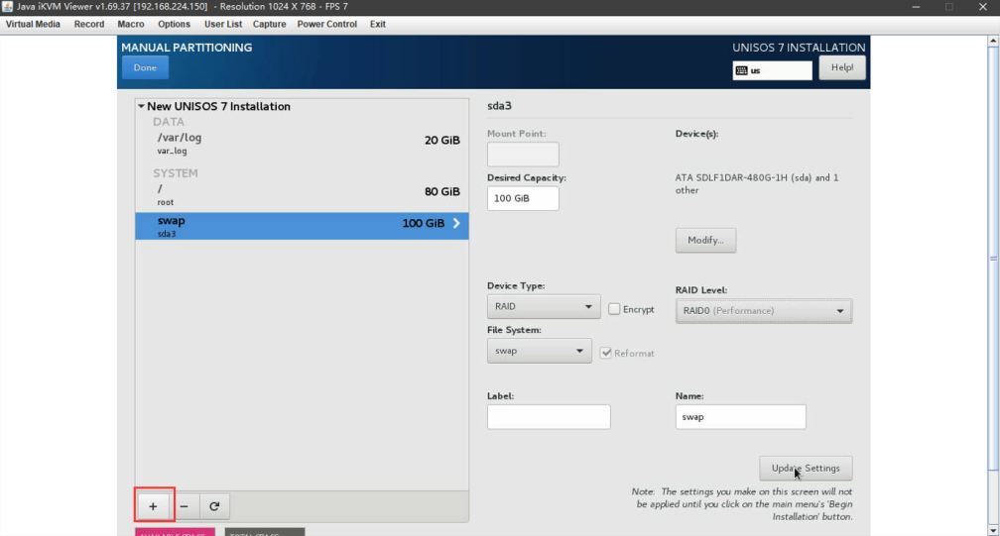 Java iKVM Viewer v1.69.37 [192.168.224.150] - Resolution 1024 X 768 - FPS 7
Virtual Media Record Macro Options User List Capture Power Control Exit
MANUAL PARTITIONING
UNISOS 7 INSTALLATION
Done
us
Help!
New UNISOS 7 Installation
DATA
/var/log
20 GiB
var_log
SYSTEM
/
80 GiB
root
swap
100 GiB
sda3
sda3
Mount Point:
Device(s):
Desired Capacity:
ATA SDLF1DAR-480G-1H (sda) and 1
other
100 GiB
Modify...
Device Type:
RAID Level:
RAID
Encrypt
RAID0 (Performance)
File System:
swap
Reformat
Label:
Name:
swap
Update Settings
Note: The settings you make on this screen will not
be applied until you click on the main menu's 'Begin
Installation' button.
AVAILABLE SPACE
TOTAL SPACE